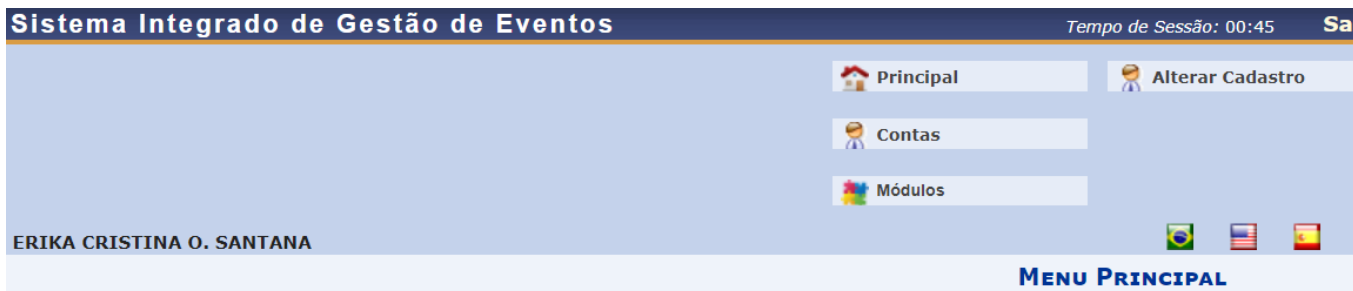 Sistema Integrado de Gestão de Eventos Tempo de Sessão: 00:45 Sa
Principal Alterar Cadastro
Contas
Módulos
ERIKA CRISTINA O. SANTANA
MENU PRINCIPAL